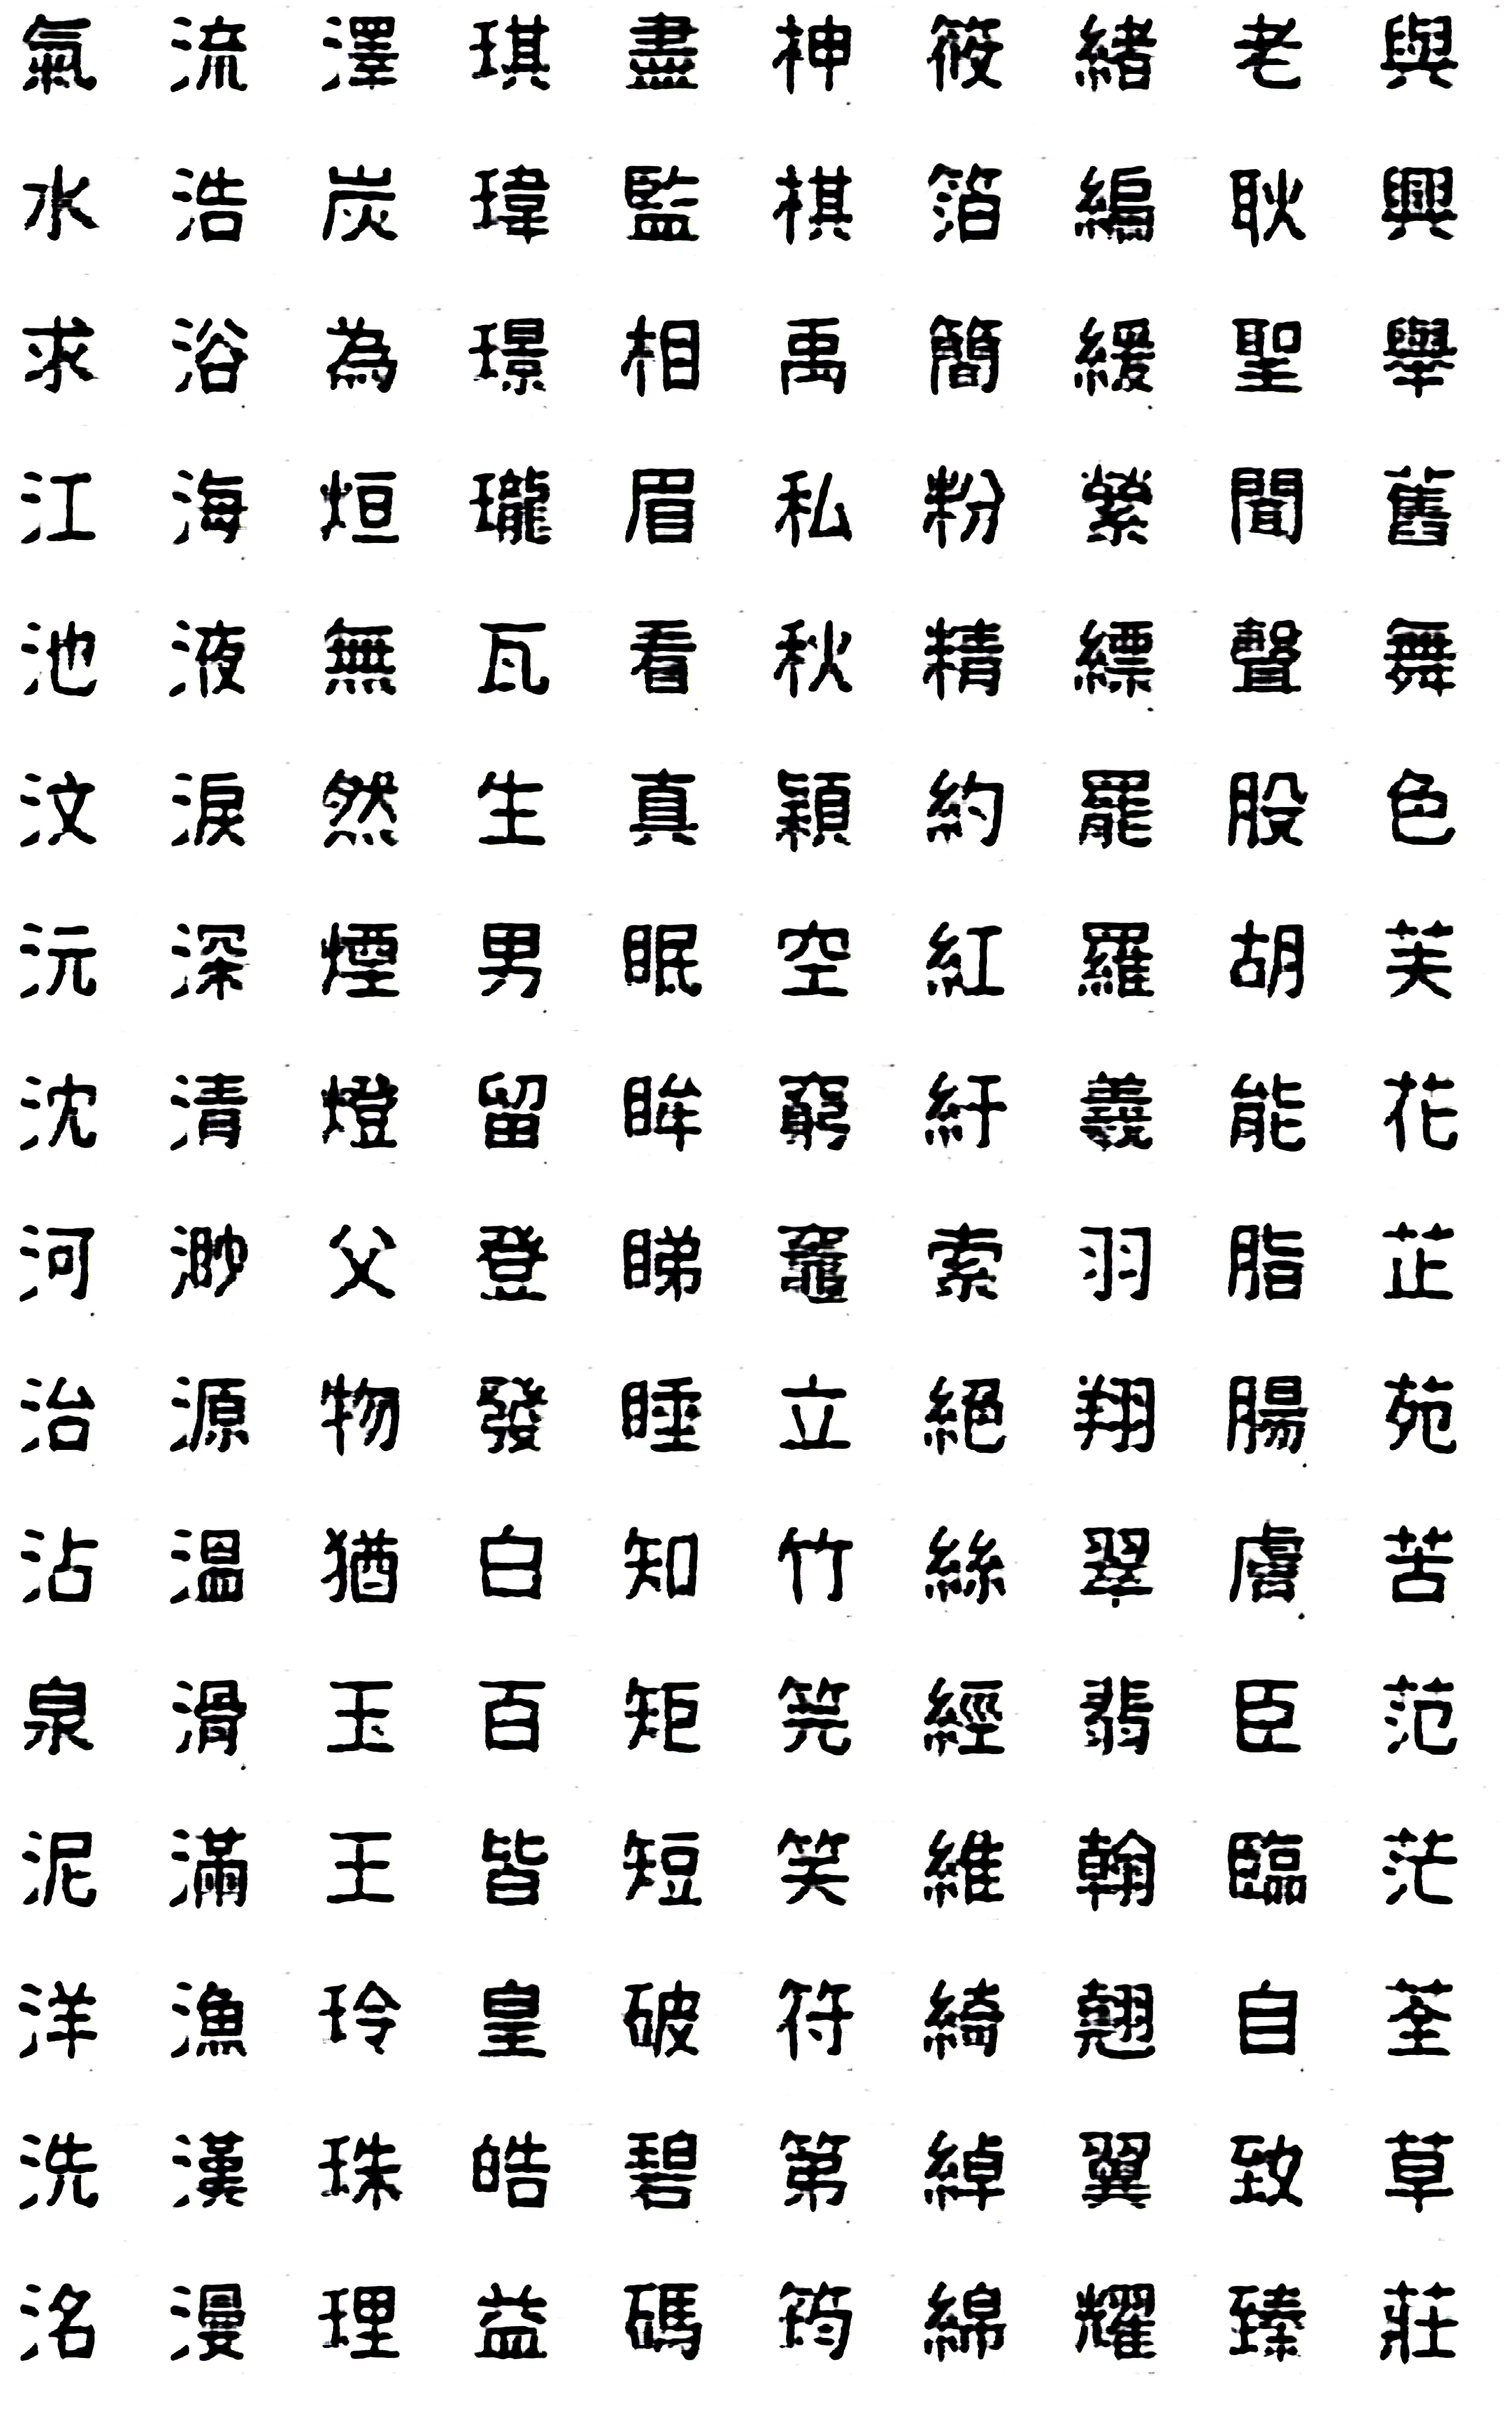 氣流澤琪盡神筱緒老與
水浩炭瑋監祺箔編耿興
求浴為璟相禹簡緩聖舉
江海烜瓏眉私粉縈聞舊
池液無瓦看秋精縹聲舞
汶淚然生真穎約罷股色
沅深煙男眠空紅羅胡芙
沈清燈留眸窮紆羲能花
河渺父登睇竈索羽脂芷
治源物發睡立絕翔腸苑
沾溫猶白知竹絲翠膚苦
泉滑玉百矩笎經翡臣范
泥滿王皆短笑維翰臨茫
洋漁玲皇破符綺翹自荃
洗漢珠皓碧第綽翼致草
洺漫理益碼筠綿耀臻莊